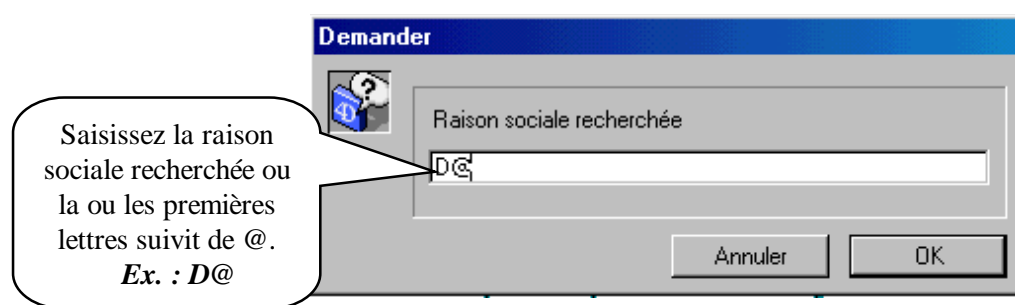 Demander
Raison sociale recherchée
D@
Annuler
OK
Saisissez la raison
sociale recherchée ou
la ou les premières
lettres suivit de @.
Ex. : D@
4D
?